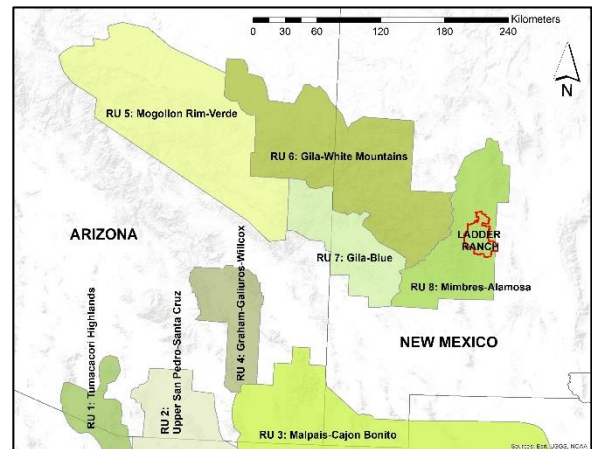 Kilometers
0 15 30 60 120 180 240
N
RU 5: Mogollon Rim-Verde
RU 6: Gila-White Mountains
ARIZONA
LADDER
RANCH
RU 7: Gila-Blue
RU 8: Mimbres-Alamosa
NEW MEXICO
RU 1: Tumacacori Highlands
RU 2:
Upper San Pedro-Santa Cruz
RU 4: Graham-Galiuros-Willcox
RU 3: Malpais-Cajon Bonito
Sources: Esri, USGS, NOAA